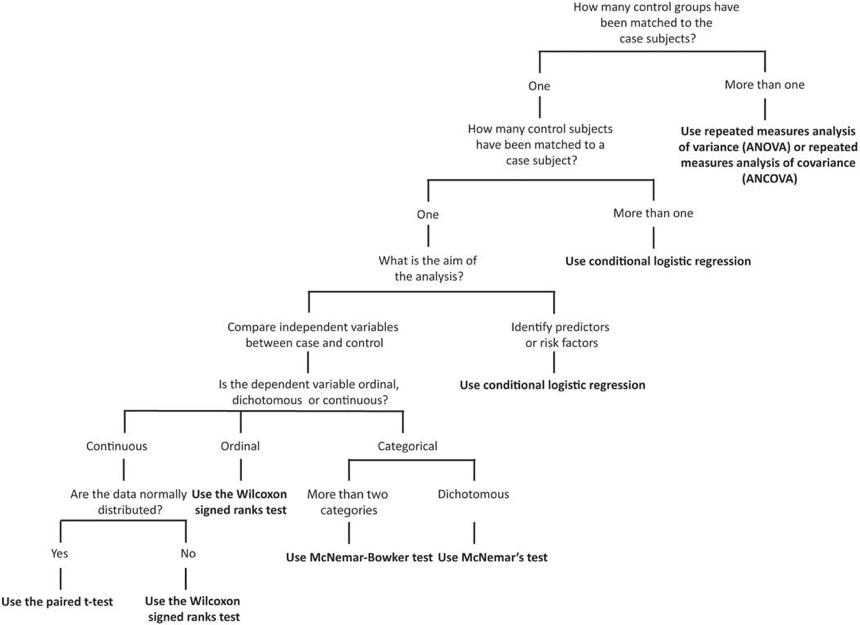 How many control groups have
been matched to the
case subjects?
One
More than one
How many control subjects
have been matched to a
case subject?
Use repeated measures analysis
of variance (ANOVA) or repeated
measures analysis of covariance
(ANCOVA)
One
More than one
What is the aim of
the analysis?
Use conditional logistic regression
Compare independent variables
between case and control
Identify predictors
or risk factors
Is the dependent variable ordinal,
dichotomous or continuous?
Use conditional logistic regression
Continuous
Ordinal
Categorical
Are the data normally
distributed?
Use the Wilcoxon
signed ranks test
More than two
categories
Dichotomous
Yes
No
Use McNemar-Bowker test
Use McNemar's test
Use the paired t-test
Use the Wilcoxon
signed ranks test